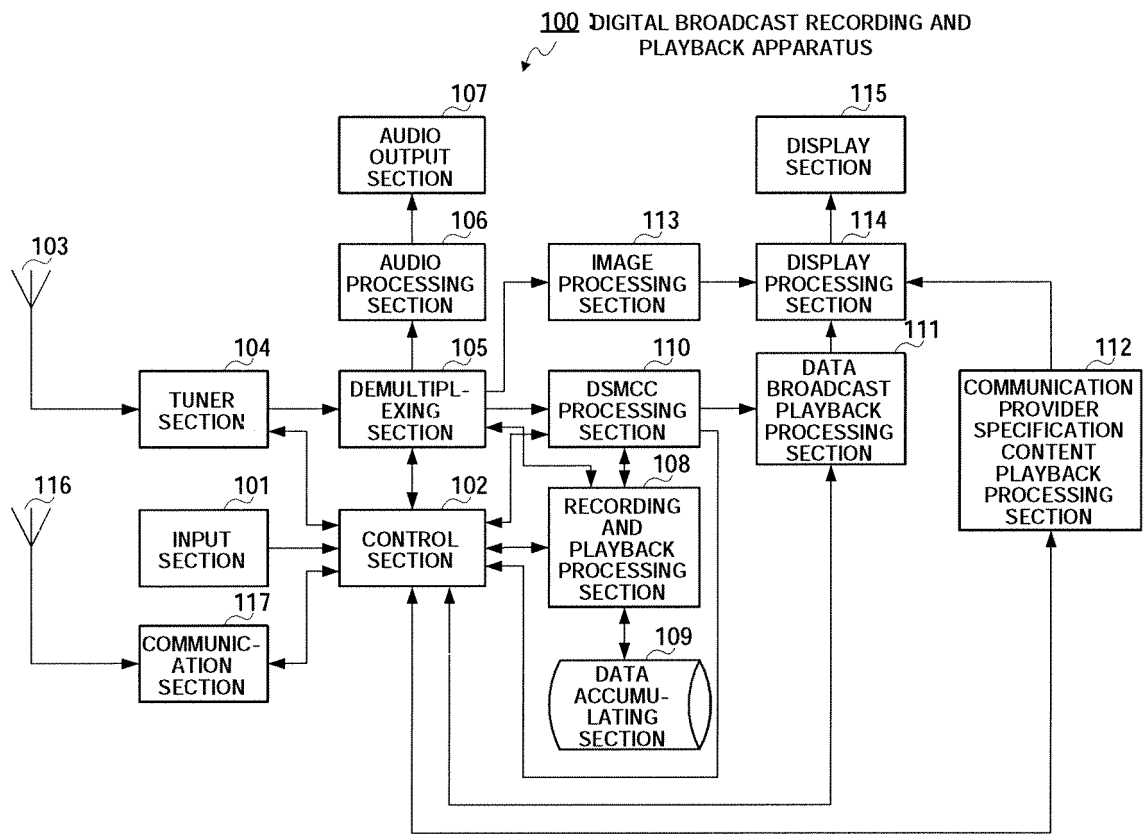 100 : DIGITAL BROADCAST RECORDING AND
PLAYBACK APPARATUS
107
AUDIO
OUTPUT
SECTION
115
DISPLAY
SECTION
103
106
AUDIO
PROCESSING
SECTION
113
IMAGE
PROCESSING
SECTION
114
DISPLAY
PROCESSING
SECTION
104
TUNER
SECTION
105
DEMULTIPL-
EXING
SECTION
110
DSMCC
PROCESSING
SECTION
111
DATA
BROADCAST
PLAYBACK
PROCESSING
SECTION
112
COMMUNICATION
PROVIDER
SPECIFICATION
CONTENT
PLAYBACK
PROCESSING
SECTION
116
101
INPUT
SECTION
102
CONTROL
SECTION
108
RECORDING
AND
PLAYBACK
PROCESSING
SECTION
117
COMMUNIC-
ATION
SECTION
109
DATA
ACCUMU-
LATING
SECTION